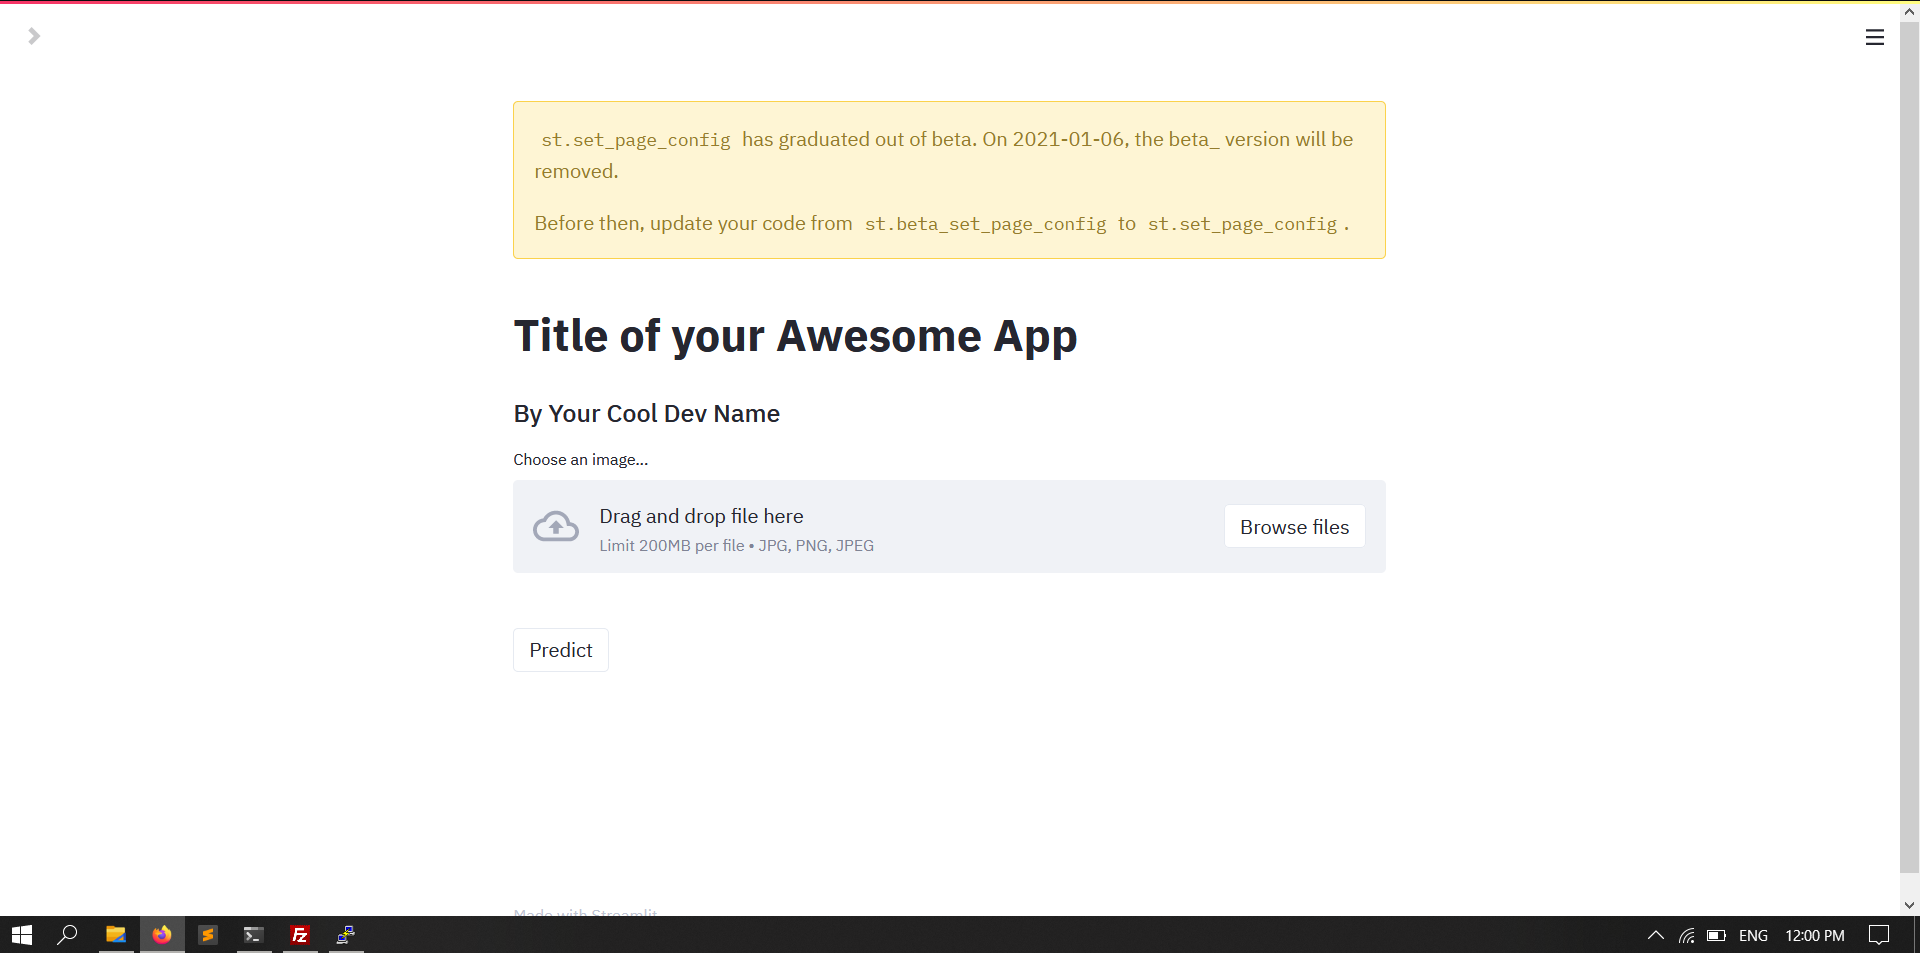 st.set_page_config has graduated out of beta. On 2021-01-06, the beta_ version will be
removed.
Before then, update your code from st.beta_set_page_config to st.set_page_config.
Title of your Awesome App
By Your Cool Dev Name
Choose an image...
Drag and drop file here
Limit 200MB per file • JPG, PNG, JPEG
Browse files
Predict
Made with Streamlit
ENG
12:00 PM